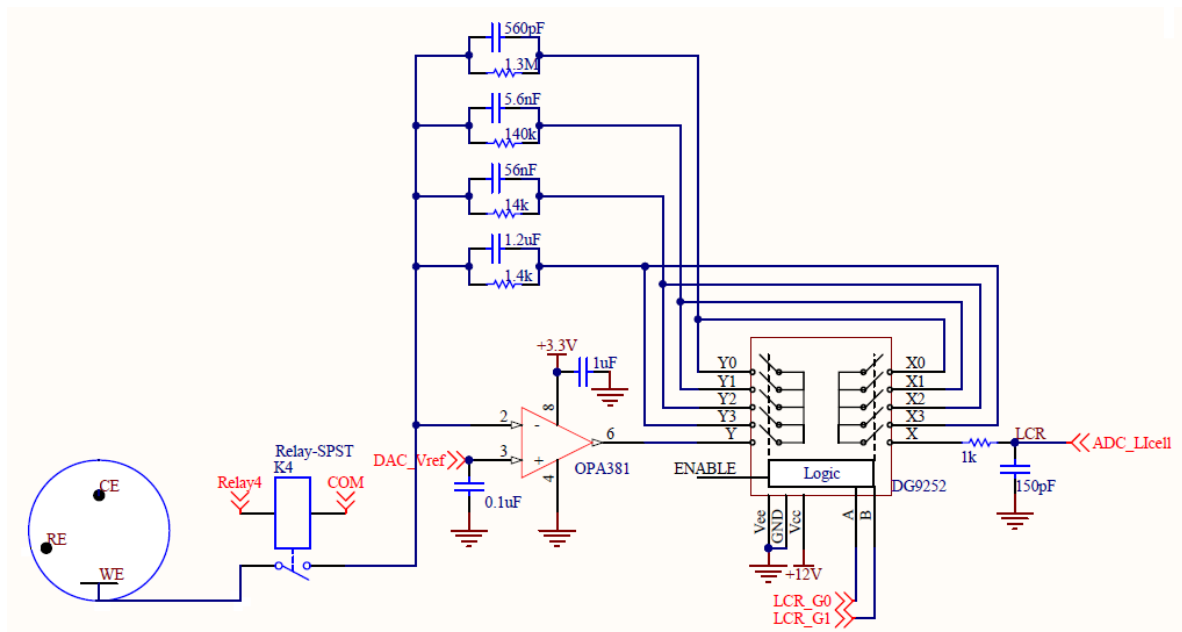 560pF
1.3M
5.6nF
140k
56nF
14k
1.2uF
1.4k
+3.3V
1uF
8
2
-
3
+
6
4
OPA381
DAC_Vref
0.1uF
Relay-SPST
K4
Relay4
COM
CE
RE
WE
Y0
Y1
Y2
Y3
Y
X0
X1
X2
X3
X
ENABLE
Logic
DG9252
Vee
GND
Vcc
A
B
+12V
LCR_G0
LCR_G1
1k
LCR
ADC_LIcell
150pF